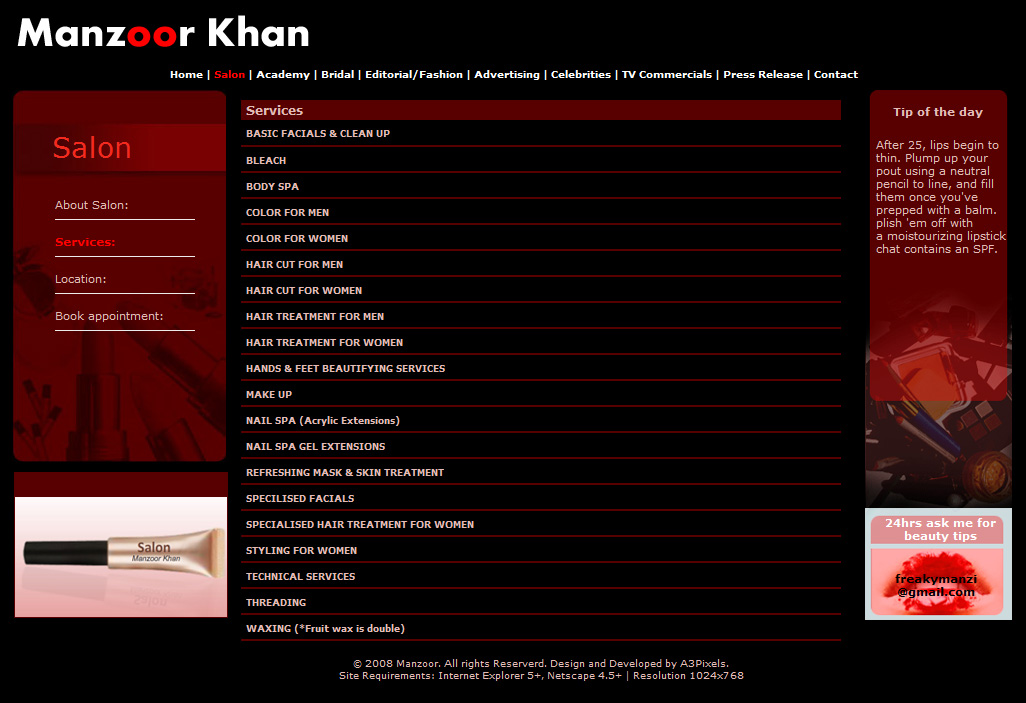 Manzoor Khan
Home | Salon | Academy | Bridal | Editorial/Fashion | Advertising | Celebrities | TV Commercials | Press Release | Contact
Salon
About Salon:
Services:
Location:
Book appointment:
Salon
Manzoor Khan
Salon
Services
BASIC FACIALS & CLEAN UP
BLEACH
BODY SPA
COLOR FOR MEN
COLOR FOR WOMEN
HAIR CUT FOR MEN
HAIR CUT FOR WOMEN
HAIR TREATMENT FOR MEN
HAIR TREATMENT FOR WOMEN
HANDS & FEET BEAUTIFYING SERVICES
MAKE UP
NAIL SPA (Acrylic Extensions)
NAIL SPA GEL EXTENSIONS
REFRESHING MASK & SKIN TREATMENT
SPECILISED FACIALS
SPECIALISED HAIR TREATMENT FOR WOMEN
STYLING FOR WOMEN
TECHNICAL SERVICES
THREADING
WAXING (*Fruit wax is double)
Tip of the day
After 25, lips begin to
thin. Plump up your
pout using a neutral
pencil to line, and fill
them once you've
prepped with a balm.
plish 'em off with
a moistourizing lipstick
chat contains an SPF.
24hrs ask me for
beauty tips
freakymanzi
@gmail.com
© 2008 Manzoor. All rights Reserverd. Design and Developed by A3Pixels.
Site Requirements: Internet Explorer 5+, Netscape 4.5+ | Resolution 1024x768